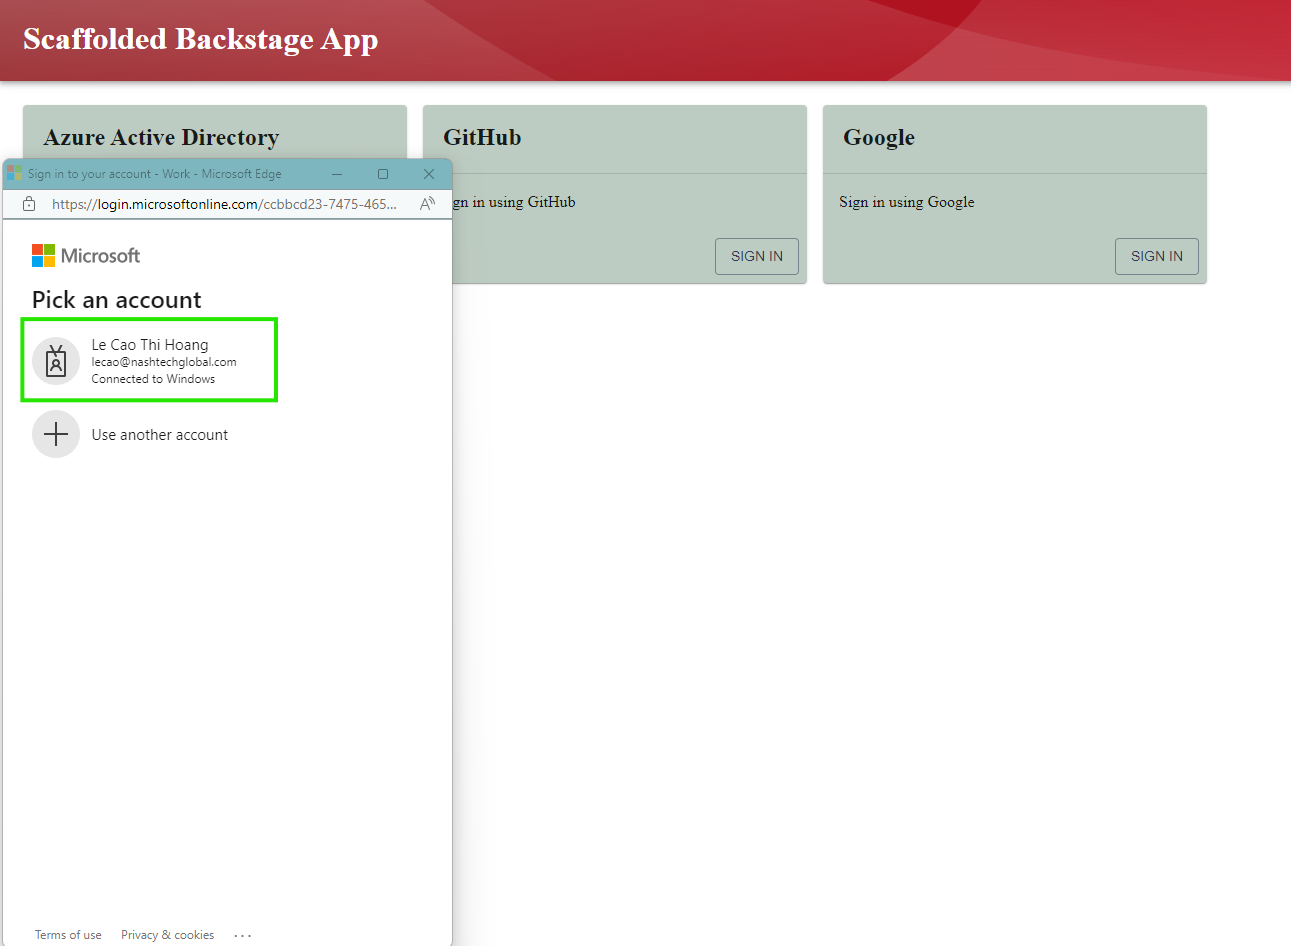 Scaffolded Backstage App
Azure Active Directory
GitHub
Google
Sign in to your account - Work - Microsoft Edge
https://login.microsoftonline.com/ccbbcd23-7475-465...
gn in using GitHub
Sign in using Google
SIGN IN
SIGN IN
Microsoft
Pick an account
Le Cao Thi Hoang
lecao@nashtechglobal.com
Connected to Windows
Use another account
Terms of use
Privacy & cookies
...